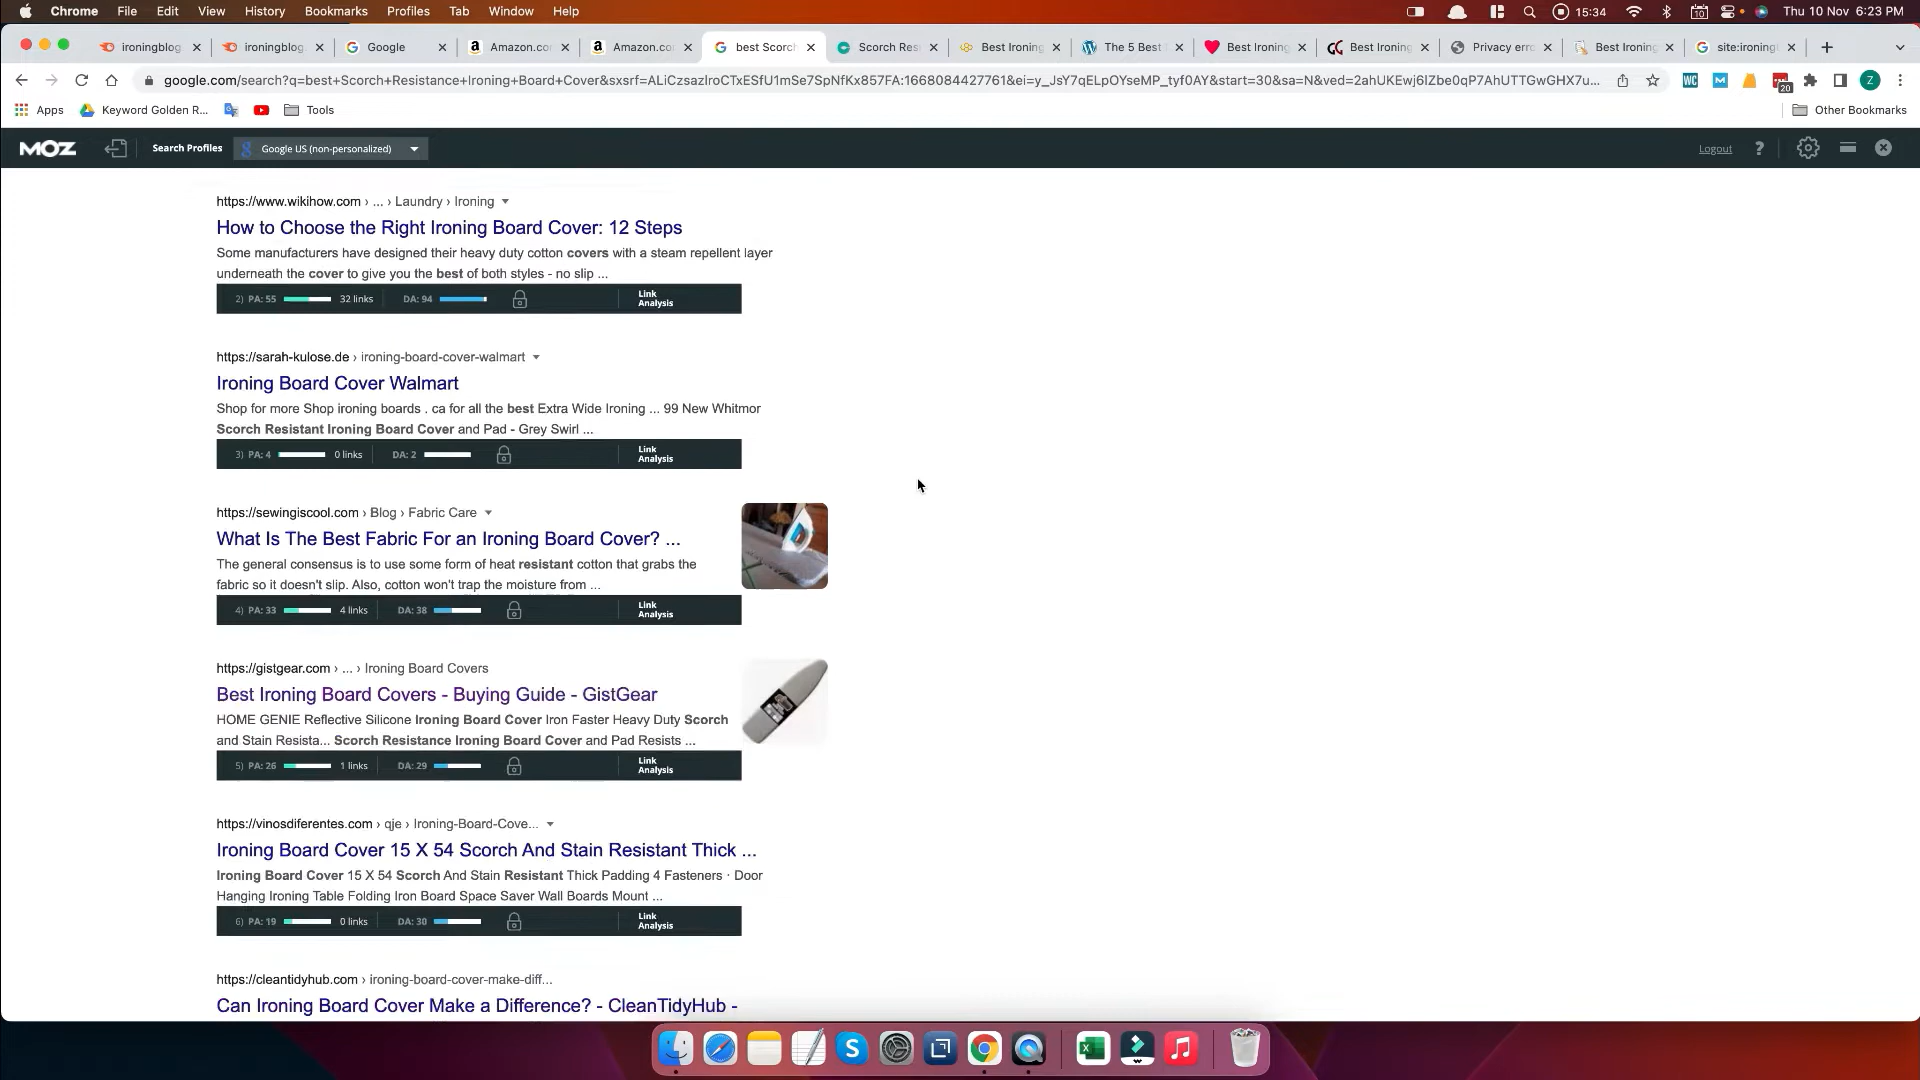 Chrome File Edit View History Bookmarks Profiles Tab Window Help 10 15:34 Thu 10 Nov 6:23 PM
ironingblog ironingblog. Google Amazon.co Amazon.co best Scorch Scorch Res Best Ironing The 5 Best Best Ironing Best Ironing Privacy erro Best Ironing site:ironing
google.com/search?q=best+Scorch+Resistance+Ironing+Board+Cover&sxsrf=ALiCzsazlroCTxESfU1mSe7SpNfKx857FA:1668084427761&ei=y_JsY7qELpOYseMP_tyf0AY&start=30&sa=N&ved=2ahUKEwj6IZbe0qP7AhUTTGwGHX7u... WC 20 Z
Apps Keyword Golden R... Tools Other Bookmarks
MOZ Search Profiles Google US (non-personalized) Logout ?
https://www.wikihow.com › ... › Laundry › Ironing
How to Choose the Right Ironing Board Cover: 12 Steps
Some manufacturers have designed their heavy duty cotton covers with a steam repellent layer
underneath the cover to give you the best of both styles - no slip ...
2) PA: 55 32 links DA: 94 Link Analysis
https://sarah-kulose.de › ironing-board-cover-walmart
Ironing Board Cover Walmart
Shop for more Shop ironing boards . ca for all the best Extra Wide Ironing ... 99 New Whitmor
Scorch Resistant Ironing Board Cover and Pad - Grey Swirl ...
3) PA: 4 0 links DA: 2 Link Analysis
https://sewingiscool.com › Blog › Fabric Care
What Is The Best Fabric For an Ironing Board Cover? ...
The general consensus is to use some form of heat resistant cotton that grabs the
fabric so it doesn't slip. Also, cotton won't trap the moisture from ...
4) PA: 33 4 links DA: 38 Link Analysis
https://gistgear.com › ... › Ironing Board Covers
Best Ironing Board Covers - Buying Guide - GistGear
HOME GENIE Reflective Silicone Ironing Board Cover Iron Faster Heavy Duty Scorch
and Stain Resista... Scorch Resistance Ironing Board Cover and Pad Resists ...
5) PA: 26 1 links DA: 29 Link Analysis
https://vinosdiferentes.com › qje › Ironing-Board-Cove...
Ironing Board Cover 15 X 54 Scorch And Stain Resistant Thick ...
Ironing Board Cover 15 X 54 Scorch And Stain Resistant Thick Padding 4 Fasteners · Door
Hanging Ironing Table Folding Iron Board Space Saver Wall Boards Mount ...
6) PA: 19 0 links DA: 30 Link Analysis
https://cleantidyhub.com › ironing-board-cover-make-diff...
Can Ironing Board Cover Make a Difference? - CleanTidyHub -